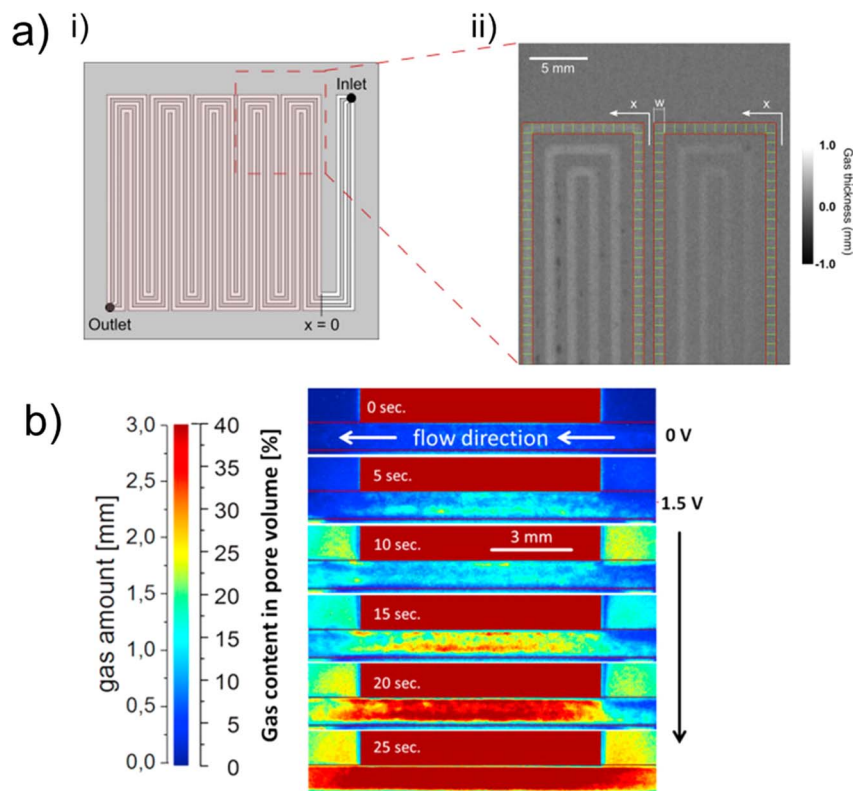 a)
i)
Inlet
Outlet
x = 0
ii)
5 mm
x
w
x
1.0
0.0
-1.0
Gas thickness (mm)
b)
gas amount [mm]
3,0
2,5
2,0
1,5
1,0
0,5
0,0
40
35
30
25
20
15
10
5
0
Gas content in pore volume [%]
0 sec.
flow direction
0 V
5 sec.
1.5 V
10 sec.
3 mm
15 sec.
20 sec.
25 sec.